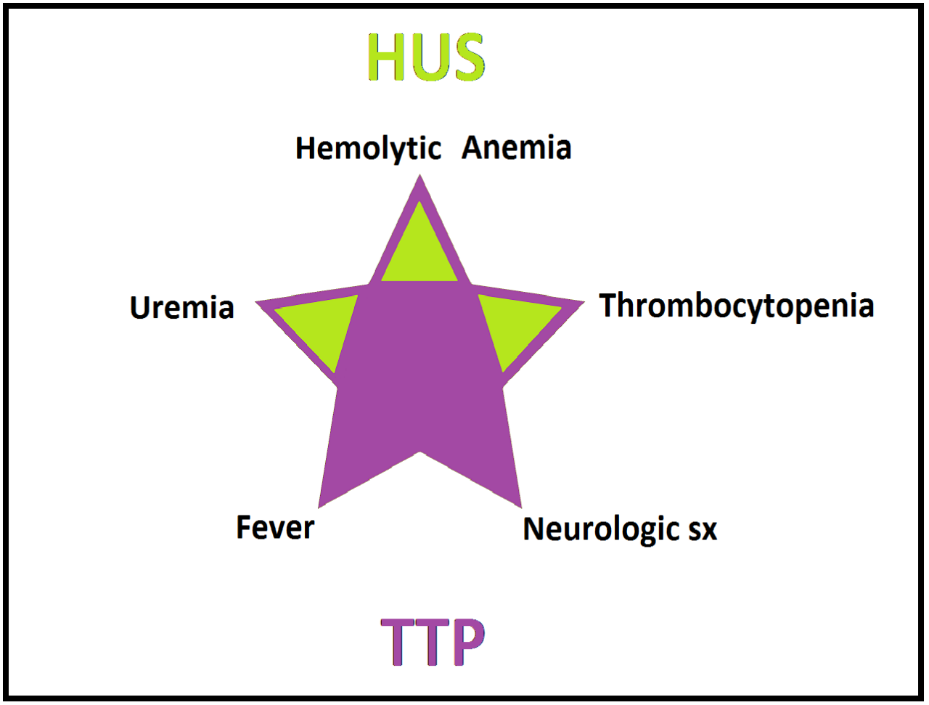 HUS
Hemolytic Anemia
Uremia
Thrombocytopenia
Fever
Neurologic sx
TTP